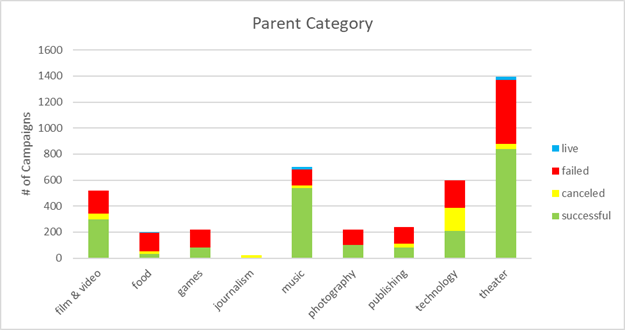 Parent Category
1600
1400
1200
1000
800
600
400
200
0
# of Campaigns
film & video
food
games
journalism
music
photography
publishing
technology
theater
live
failed
canceled
successful